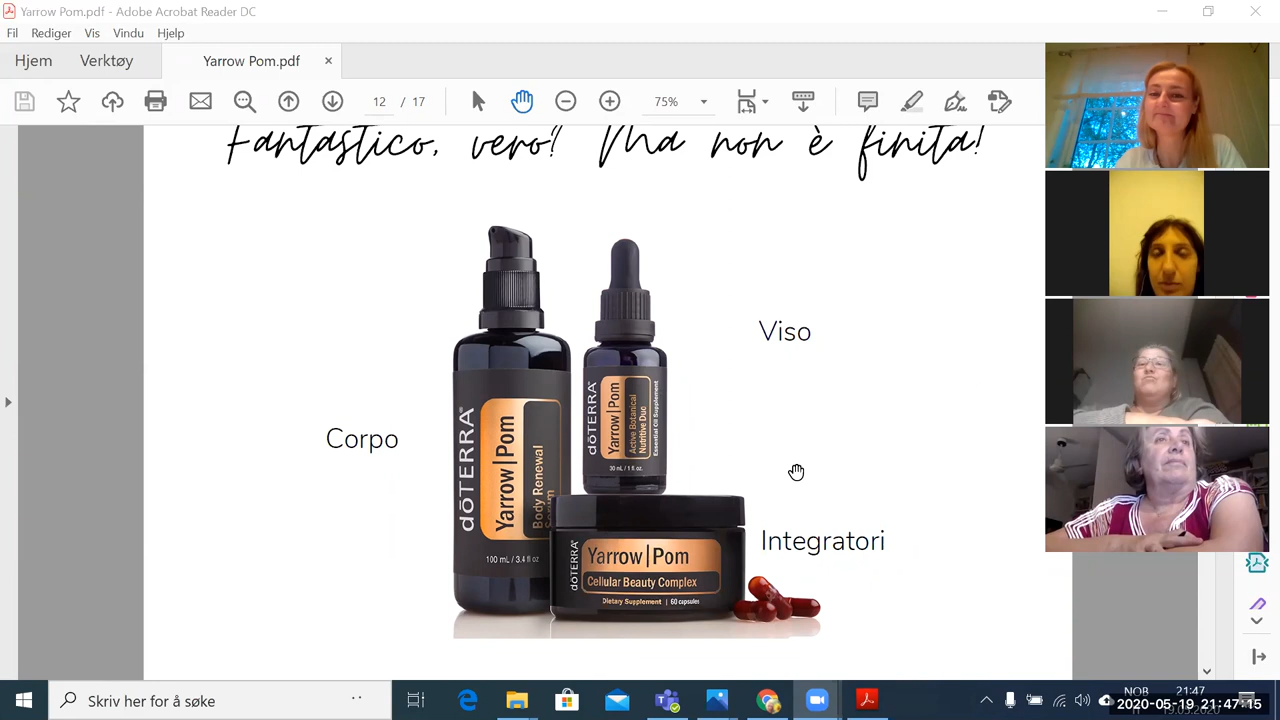 Yarrow Pom.pdf - Adobe Acrobat Reader DC
Fil Rediger Vis Vindu Hjelp
Hjem Verktøy Yarrow Pom.pdf ×
12 / 17 75%
Fantastico, vero? Ma non è finita!
Viso
Corpo
Integratori
dōTERRA®
Yarrow|Pom
Body Renewal
Serum
100 mL / 3.4 fl oz
dōTERRA
Yarrow|Pom
Active Botanical
Nutritive Duo
Essential Oil Supplement
30 mL / 1 fl oz
dōTERRA
Yarrow|Pom
Cellular Beauty Complex
Dietary Supplement | 60 capsules
Skriv her for å søke
NOR
21:47
2020-05-19 21:47:15